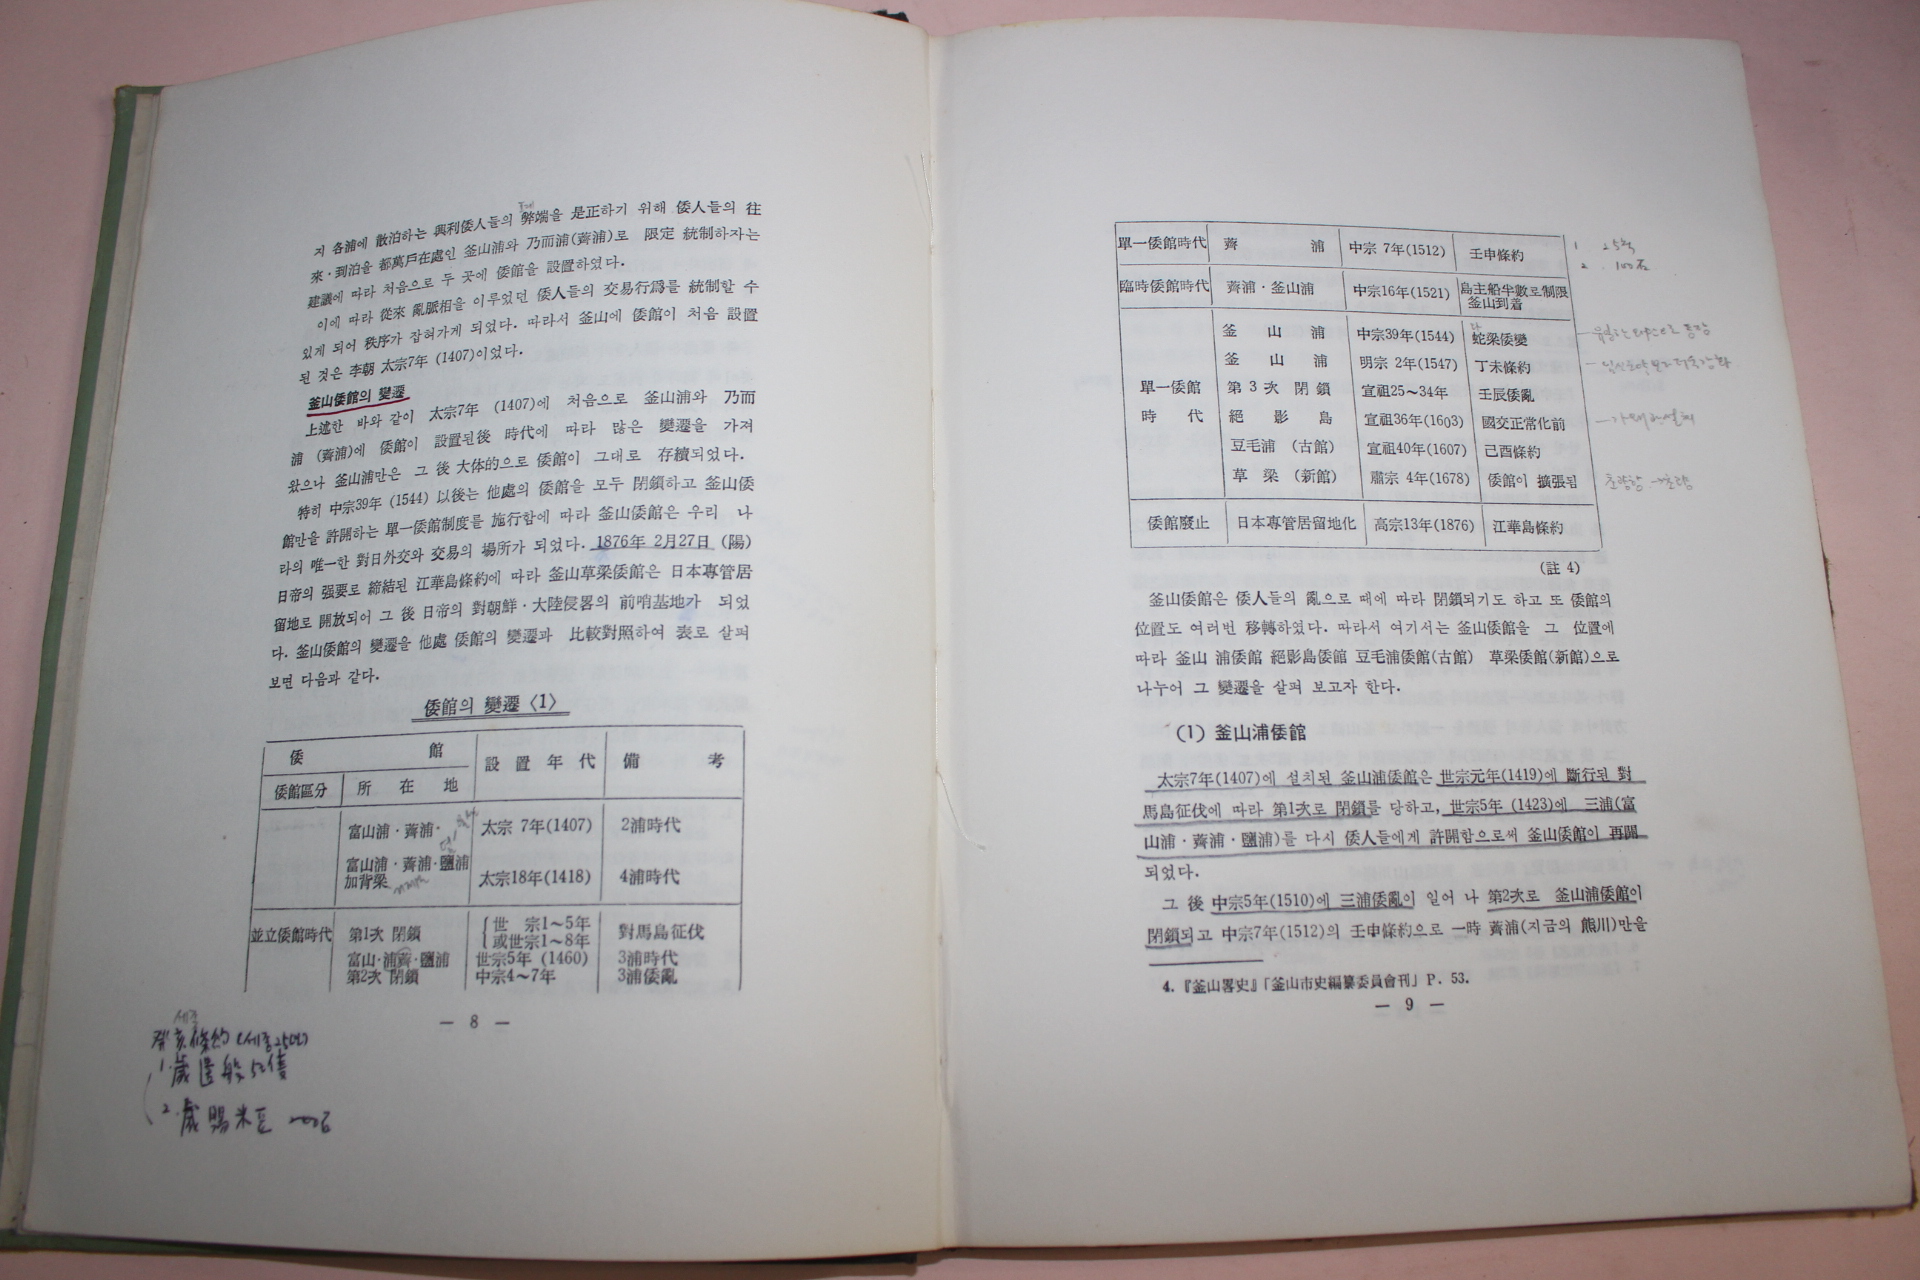 지 各浦에 散泊하는 興利倭人들의 弊端을 是正하기 위해 倭人들의 往
來·到泊을 都萬戶在處인 釜山浦와 乃而浦(薺浦)로 限定 統制하자는
建議에 따라 처음으로 두 곳에 倭館을 設置하였다.
이에 따라 從來 亂脈相을 이루었던 倭人들의 交易行爲를 統制할 수
있게 되어 秩序가 잡혀가게 되었다. 따라서 釜山에 倭館이 처음 設置
된 것은 李朝 太宗7年 (1407)이었다.
釜山倭館의 變遷
上述한 바와 같이 太宗7年 (1407)에 처음으로 釜山浦와 乃而
浦 (薺浦)에 倭館이 設置된後 時代에 따라 많은 變遷을 가져
왔으나 釜山浦만은 그 後 大体的으로 倭館이 그대로 存續되었다.
特히 中宗39年 (1544) 以後는 他處의 倭館을 모두 閉鎖하고 釜山倭
館만을 許開하는 單一倭館制度를 施行함에 따라 釜山倭館은 우리 나
라의 唯一한 對日外交와 交易의 場所가 되었다. 1876年 2月27日 (陽)
日帝의 强要로 締結된 江華島條約에 따라 釜山草梁倭館은 日本專管居
留地로 開放되어 그 後 日帝의 對朝鮮·大陸侵畧의 前哨基地가 되었
다. 釜山倭館의 變遷을 他處 倭館의 變遷과 比較對照하여 表로 살펴
보면 다음과 같다.
倭館의 變遷〈1〉
倭 館 設 置 年 代 備 考
倭館區分 所 在 地
富山浦·薺浦· 太宗 7年(1407) 2浦時代
富山浦·薺浦·鹽浦
加背梁 太宗18年(1418) 4浦時代
並立倭館時代 第1次 閉鎖 {世 宗1~5年 或世宗1~8年 對馬島征伐
富山·浦薺·鹽浦 世宗5年 (1460) 3浦時代
第2次 閉鎖 中宗4~7年 3浦倭亂
— 8 —
세종
癸亥條約 (세종25년)
1. 歲遣船 50隻
2. 歲賜米豆 200石
單一倭館時代 薺 浦 中宗 7年(1512) 壬申條約
1. 25척
2. 100石
臨時倭館時代 薺浦·釜山浦 中宗16年(1521) 島主船半數로制限
釜山到着
釜 山 浦 中宗39年(1544) 蛇梁倭變
釜 山 浦 明宗 2年(1547) 丁未條約
單一倭館 第 3 次 閉 鎖 宣祖25~34年 壬辰倭亂
時 代 絕 影 島 宣祖36年(1603) 國交正常化前
豆毛浦 (古館) 宣祖40年(1607) 己酉條約
草 梁 (新館) 肅宗 4年(1678) 倭館이 擴張됨
倭館廢止 日本專管居留地化 高宗13年(1876) 江華島條約
(註 4)
釜山倭館은 倭人들의 亂으로 때에 따라 閉鎖되기도 하고 또 倭館의
位置도 여러번 移轉하였다. 따라서 여기서는 釜山倭館을 그 位置에
따라 釜山 浦倭館 絕影島倭館 豆毛浦倭館(古館) 草梁倭館(新館)으로
나누어 그 變遷을 살펴 보고자 한다.
(1) 釜山浦倭館
太宗7年(1407)에 설치된 釜山浦倭館은 世宗元年(1419)에 斷行된 對
馬島征伐에 따라 第1次로 閉鎖를 당하고, 世宗5年 (1423)에 三浦(富
山浦·薺浦·鹽浦)를 다시 倭人들에게 許開함으로써 釜山倭館이 再開
되었다.
그 後 中宗5年(1510)에 三浦倭亂이 일어 나 第2次로 釜山浦倭館이
閉鎖되고 中宗7年(1512)의 壬申條約으로 一時 薺浦(지금의 熊川)만을
4.『釜山畧史』「釜山市史編纂委員會刊」P. 53.
— 9 —